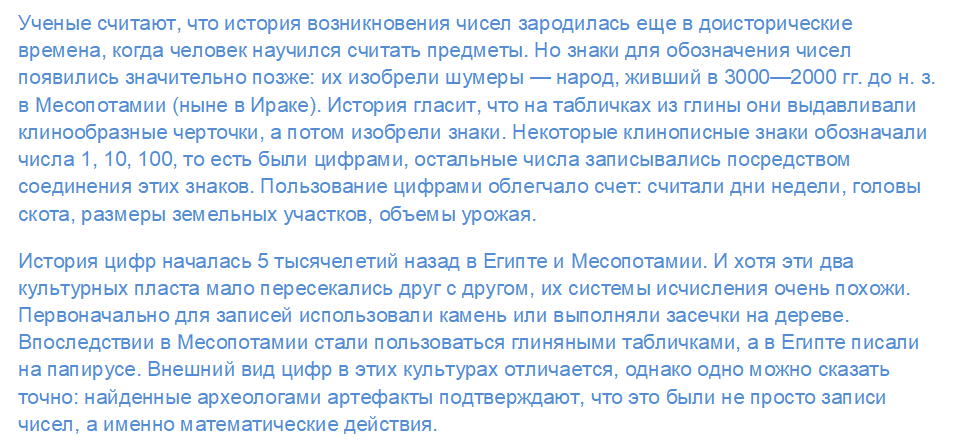 Ученые считают, что история возникновения чисел зародилась еще в доисторические
времена, когда человек научился считать предметы. Но знаки для обозначения чисел
появились значительно позже: их изобрели шумеры — народ, живший в 3000—2000 гг. до н. з.
в Месопотамии (ныне в Ираке). История гласит, что на табличках из глины они выдавливали
клинообразные черточки, а потом изобрели знаки. Некоторые клинописные знаки обозначали
числа 1, 10, 100, то есть были цифрами, остальные числа записывались посредством
соединения этих знаков. Пользование цифрами облегчало счет: считали дни недели, головы
скота, размеры земельных участков, объемы урожая.
История цифр началась 5 тысячелетий назад в Египте и Месопотамии. И хотя эти два
культурных пласта мало пересекались друг с другом, их системы исчисления очень похожи.
Первоначально для записей использовали камень или выполняли засечки на дереве.
Впоследствии в Месопотамии стали пользоваться глиняными табличками, а в Египте писали
на папирусе. Внешний вид цифр в этих культурах отличается, однако одно можно сказать
точно: найденные археологами артефакты подтверждают, что это были не просто записи
чисел, а именно математические действия.